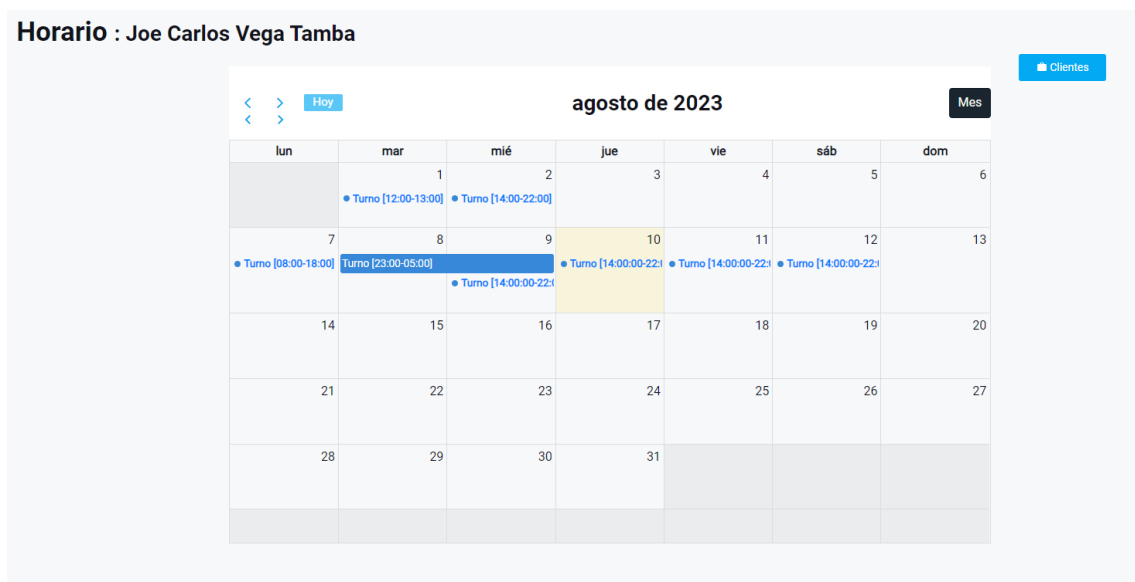 Horario : Joe Carlos Vega Tamba
Clientes
Hoy agosto de 2023 Mes
lun mar mié jue vie sáb dom
1 2 3 4 5 6
Turno [12:00-13:00] Turno [14:00-22:00]
7 8 9 10 11 12 13
Turno [08:00-18:00] Turno [23:00-05:00] Turno [14:00:00-22: Turno [14:00:00-22: Turno [14:00:00-22:
Turno [14:00:00-22:
14 15 16 17 18 19 20
21 22 23 24 25 26 27
28 29 30 31